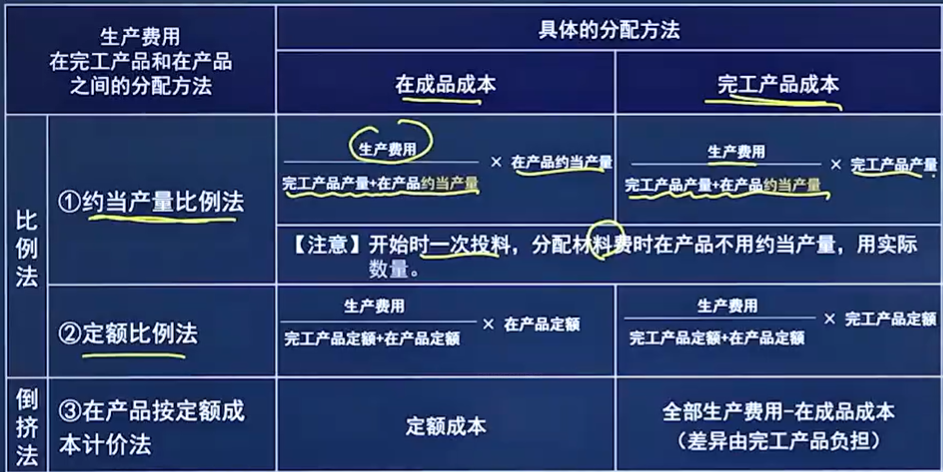 生产费用
在完工产品和在产品
之间的分配方法
具体的分配方法
在成品成本
完工产品成本
比例法
①约当产量比例法
生产费用
完工产品产量+在产品约当产量
× 在产品约当产量
生产费用
完工产品产量+在产品约当产量
× 完工产品产量
【注意】开始时一次投料，分配材料费时在产品不用约当产量，用实际
数量。
②定额比例法
生产费用
完工产品定额+在产品定额
× 在产品定额
生产费用
完工产品定额+在产品定额
× 完工产品定额
倒挤法
③在产品按定额成
本计价法
定额成本
全部生产费用-在成品成本
（差异由完工产品负担）